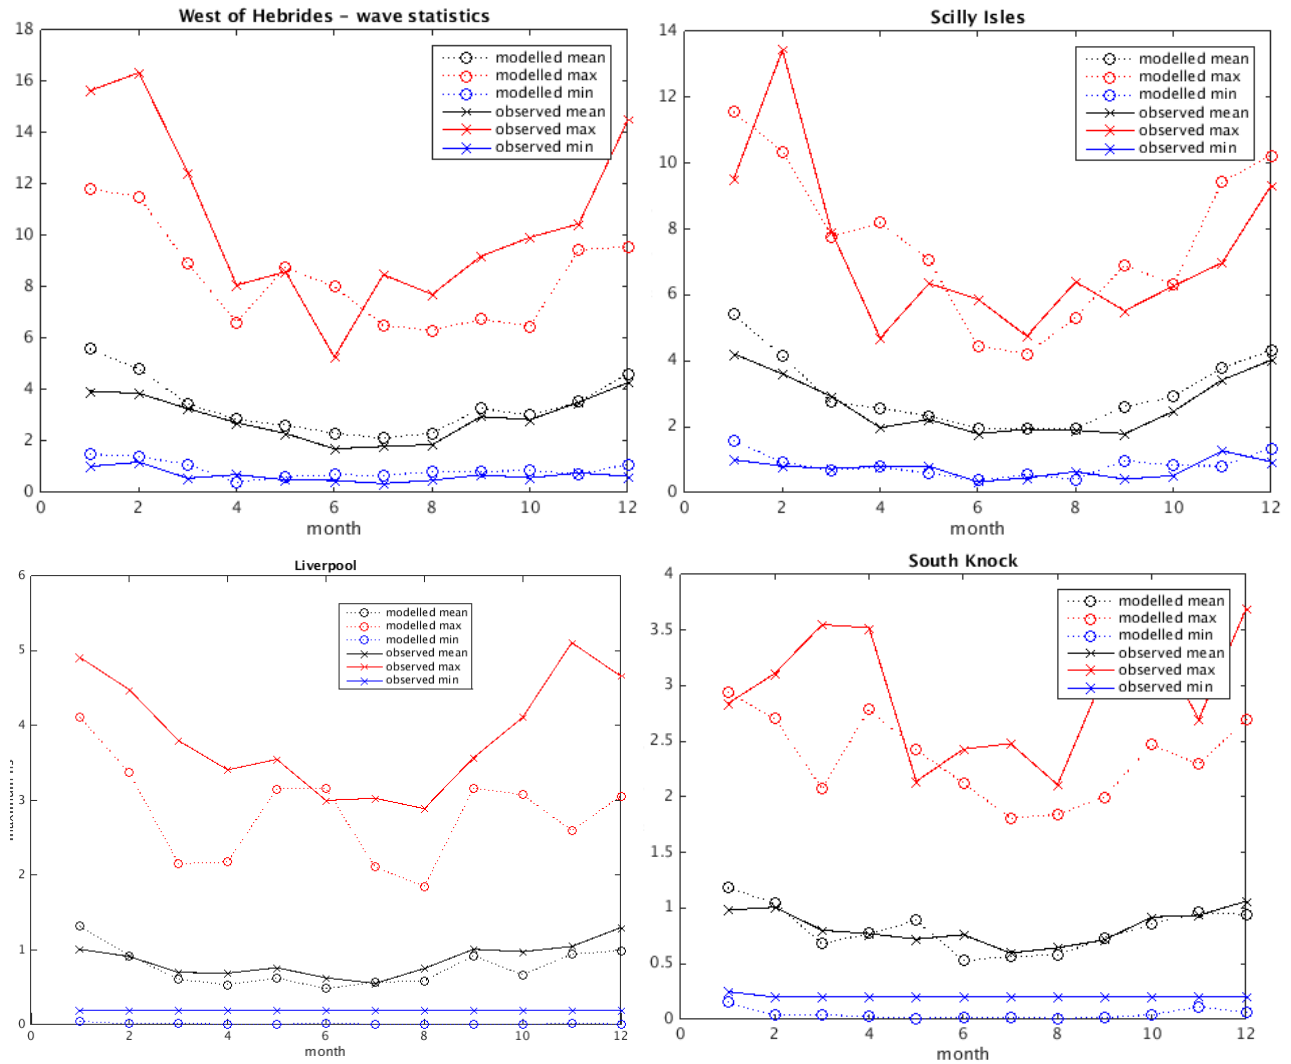 West of Hebrides – wave statistics
18
16
14
12
10
8
6
4
2
0
0 2 4 6 8 10 12
month
modelled mean
modelled max
modelled min
observed mean
observed max
observed min
Scilly Isles
14
12
10
8
6
4
2
0
0 2 4 6 8 10 12
month
modelled mean
modelled max
modelled min
observed mean
observed max
observed min
Liverpool
6
5
4
3
2
1
0
0 2 4 6 8 10 12
month
modelled mean
modelled max
modelled min
observed mean
observed max
observed min
South Knock
4
3.5
3
2.5
2
1.5
1
0.5
0
0 2 4 6 8 10 12
month
modelled mean
modelled max
modelled min
observed mean
observed max
observed min